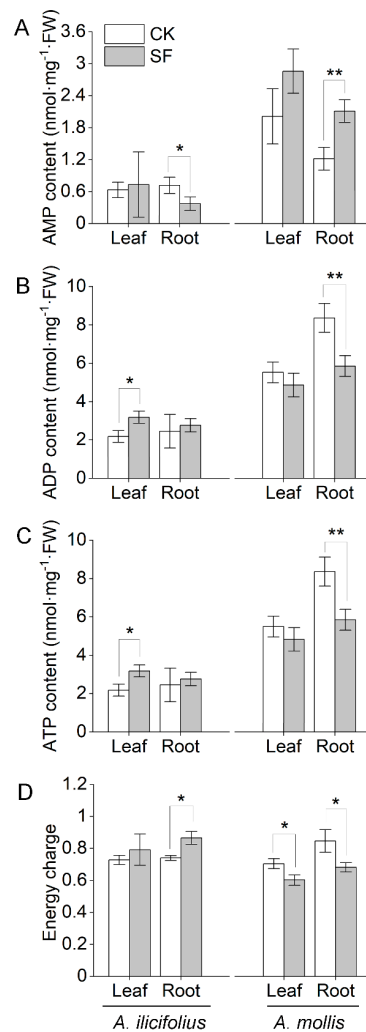 A
AMP content (nmol·mg⁻¹·FW)
3.6
3.0
2.4
1.8
1.2
0.6
0
CK
SF
*
**
Leaf Root Leaf Root
B
ADP content (nmol·mg⁻¹·FW)
10
8
6
4
2
0
*
**
Leaf Root Leaf Root
C
ATP content (nmol·mg⁻¹·FW)
10
8
6
4
2
0
*
**
Leaf Root Leaf Root
D
Energy charge
1.2
1
0.8
0.6
0.4
0.2
0
*
*
*
Leaf Root Leaf Root
A. ilicifolius A. mollis